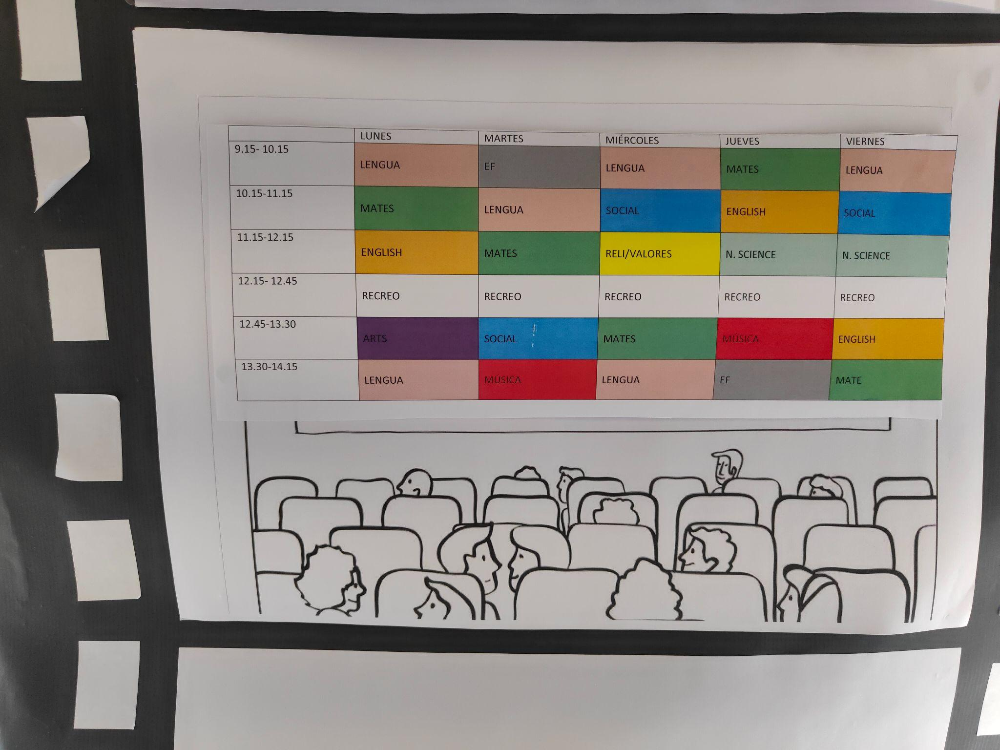 LUNES MARTES MIÉRCOLES JUEVES VIERNES
9.15- 10.15 LENGUA EF LENGUA MATES LENGUA
10.15-11.15 MATES LENGUA SOCIAL ENGLISH SOCIAL
11.15-12.15 ENGLISH MATES RELI/VALORES N. SCIENCE N. SCIENCE
12.15- 12.45 RECREO RECREO RECREO RECREO RECREO
12.45-13.30 ARTS SOCIAL MATES MÚSICA ENGLISH
13.30-14.15 LENGUA MÚSICA LENGUA EF MATE